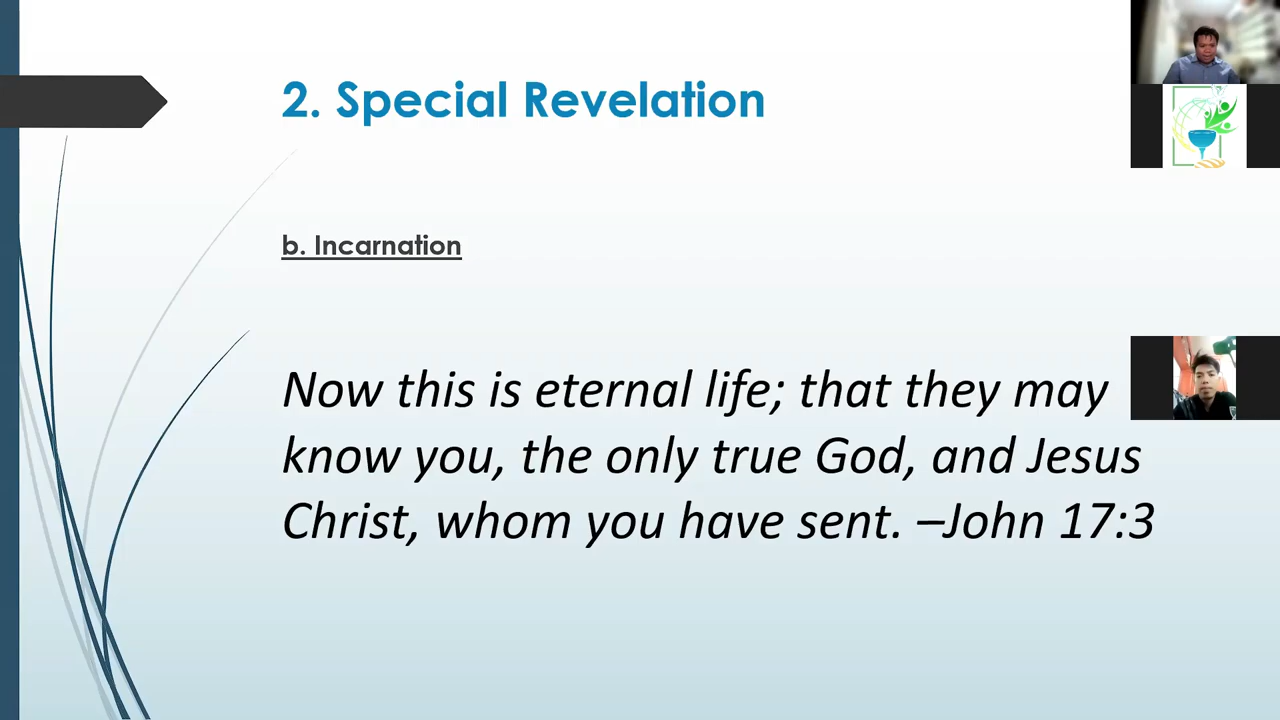 2. Special Revelation
b. Incarnation
Now this is eternal life; that they may
know you, the only true God, and Jesus
Christ, whom you have sent. –John 17:3